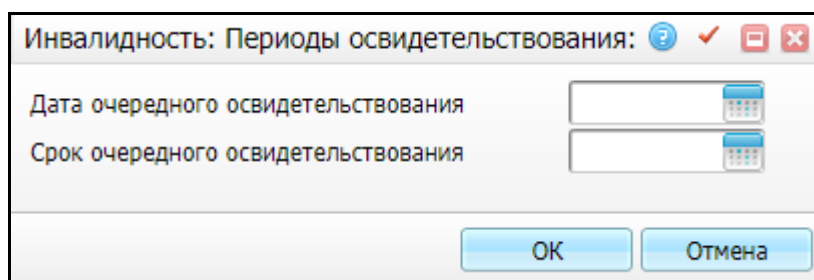 Инвалидность: Периоды освидетельствования:
Дата очередного освидетельствования
Срок очередного освидетельствования
ОК Отмена